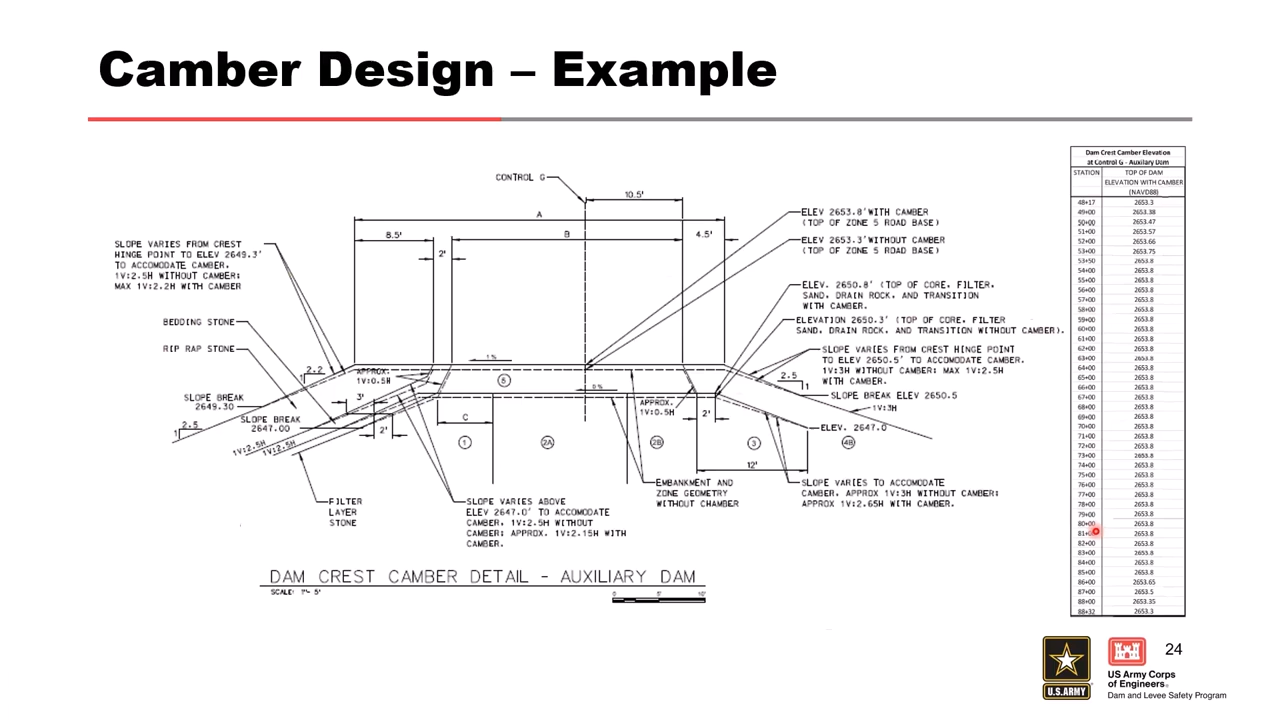 Camber Design – Example
CONTROL G
10.5'
A
8.5'
B
4.5'
2'
SLOPE VARIES FROM CREST
HINGE POINT TO ELEV 2649.3'
TO ACCOMODATE CAMBER.
1V:2.5H WITHOUT CAMBER:
MAX 1V:2.2H WITH CAMBER
BEDDING STONE
RIP RAP STONE
2.2
1
APPROX.
1V:0.5H
SLOPE BREAK
2649.30
SLOPE BREAK
2647.00
3'
2'
2.5
1
1V:2.5H
1V:2.5H
FILTER
LAYER
STONE
1%
5
0%
C
1
2A
2B
3
4B
APPROX.
1V:0.5H
2'
12'
ELEV 2653.8'WITH CAMBER
(TOP OF ZONE 5 ROAD BASE)
ELEV 2653.3'WITHOUT CAMBER
(TOP OF ZONE 5 ROAD BASE)
ELEV. 2650.8' (TOP OF CORE, FILTER,
SAND, DRAIN ROCK, AND TRANSITION
WITH CAMBER.
ELEVATION 2650.3' (TOP OF CORE, FILTER
SAND, DRAIN ROCK, AND TRANSITION WITHOUT CAMBER).
SLOPE VARIES FROM CREST HINGE POINT
TO ELEV 2650.5' TO ACCOMODATE CAMBER.
1V:3H WITHOUT CAMBER: MAX 1V:2.5H
WITH CAMBER.
2.5
1
SLOPE BREAK ELEV 2650.5
1V:3H
ELEV. 2647.0
SLOPE VARIES ABOVE
ELEV 2647.0' TO ACCOMODATE
CAMBER. 1V:2.5H WITHOUT
CAMBER: APPROX. 1V:2.15H WITH
CAMBER.
EMBANKMENT AND
ZONE GEOMETRY
WITHOUT CHAMBER
SLOPE VARIES TO ACCOMODATE
CAMBER. APPROX 1V:3H WITHOUT CAMBER:
APPROX 1V:2.65H WITH CAMBER.
DAM CREST CAMBER DETAIL - AUXILIARY DAM
SCALE: 1"= 5'
0 5' 10'
Dam Crest Camber Elevation
at Control G - Auxilary Dam
STATION TOP OF DAM
ELEVATION WITH CAMBER
(NAVD88)
48+17 2653.3
49+00 2653.38
50+00 2653.47
51+00 2653.57
52+00 2653.66
53+00 2653.75
53+50 2653.8
54+00 2653.8
55+00 2653.8
56+00 2653.8
57+00 2653.8
58+00 2653.8
59+00 2653.8
60+00 2653.8
61+00 2653.8
62+00 2653.8
63+00 2653.8
64+00 2653.8
65+00 2653.8
66+00 2653.8
67+00 2653.8
68+00 2653.8
69+00 2653.8
70+00 2653.8
71+00 2653.8
72+00 2653.8
73+00 2653.8
74+00 2653.8
75+00 2653.8
76+00 2653.8
77+00 2653.8
78+00 2653.8
79+00 2653.8
80+00 2653.8
2653.8
82+00 2653.8
83+00 2653.8
84+00 2653.8
85+00 2653.8
86+00 2653.65
87+00 2653.5
88+00 2653.35
88+32 2653.3
U.S.ARMY
US Army Corps
of Engineers®
Dam and Levee Safety Program
24